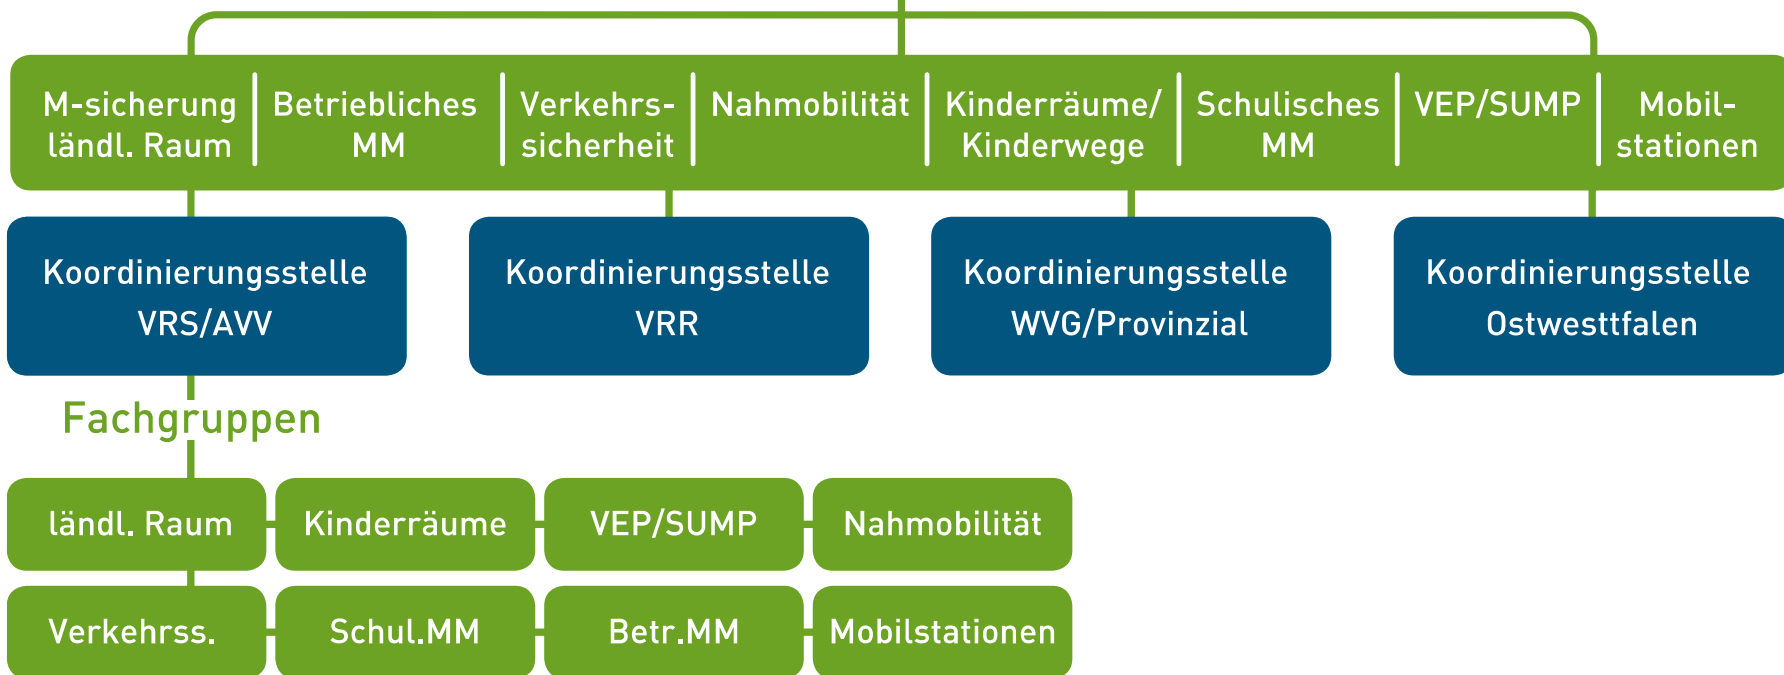 M-sicherung
ländl. Raum
Betriebliches
MM
Verkehrs-
sicherheit
Nahmobilität
Kinderräume/
Kinderwege
Schulisches
MM
VEP/SUMP
Mobil-
stationen
Koordinierungsstelle
VRS/AVV
Koordinierungsstelle
VRR
Koordinierungsstelle
WVG/Provinzial
Koordinierungsstelle
Ostwesttfalen
Fachgruppen
ländl. Raum
Kinderräume
VEP/SUMP
Nahmobilität
Verkehrss.
Schul.MM
Betr.MM
Mobilstationen